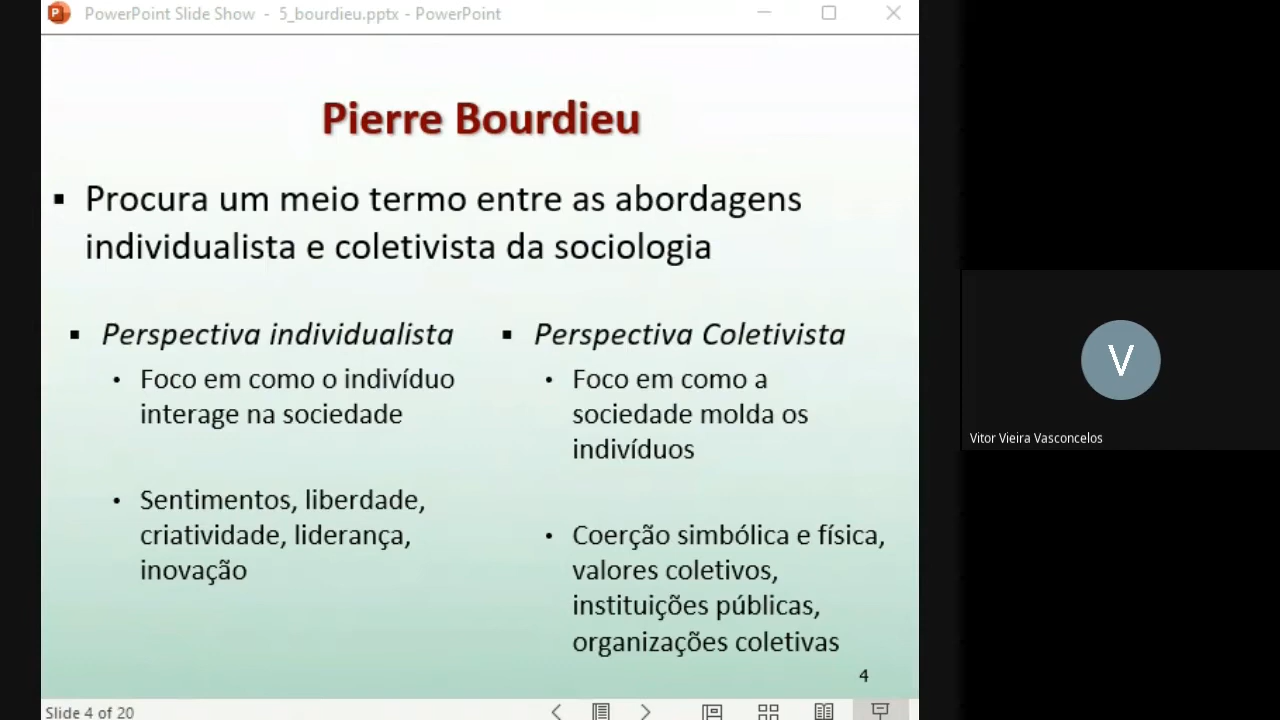 PowerPoint Slide Show - 5_bourdieu.pptx - PowerPoint
Pierre Bourdieu
▪ Procura um meio termo entre as abordagens
individualista e coletivista da sociologia
▪ Perspectiva individualista
• Foco em como o indivíduo
interage na sociedade
• Sentimentos, liberdade,
criatividade, liderança,
inovação
▪ Perspectiva Coletivista
• Foco em como a
sociedade molda os
indivíduos
• Coerção simbólica e física,
valores coletivos,
instituições públicas,
organizações coletivas
4
Slide 4 of 20
V
Vitor Vieira Vasconcelos